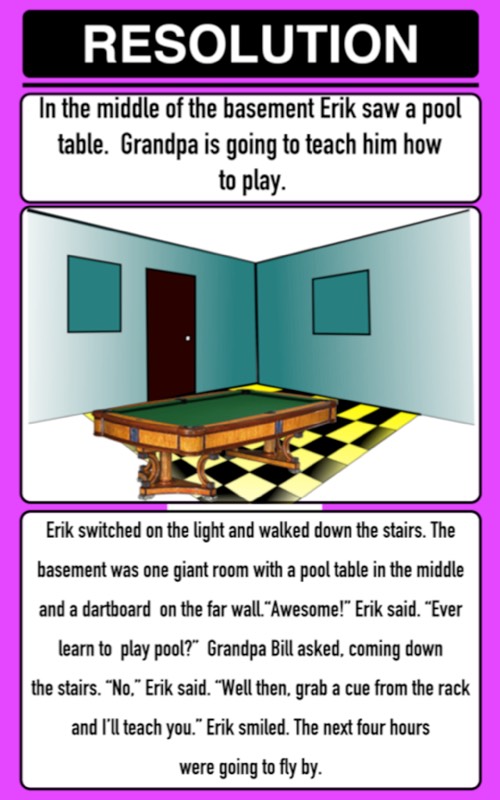 RESOLUTION
In the middle of the basement Erik saw a pool
table.  Grandpa is going to teach him how
to play.
Erik switched on the light and walked down the stairs. The
basement was one giant room with a pool table in the middle
and a dartboard  on the far wall.“Awesome!” Erik said. “Ever
learn to  play pool?”  Grandpa Bill asked, coming down
the stairs. “No,” Erik said. “Well then, grab a cue from the rack
and I’ll teach you.” Erik smiled. The next four hours
were going to fly by.